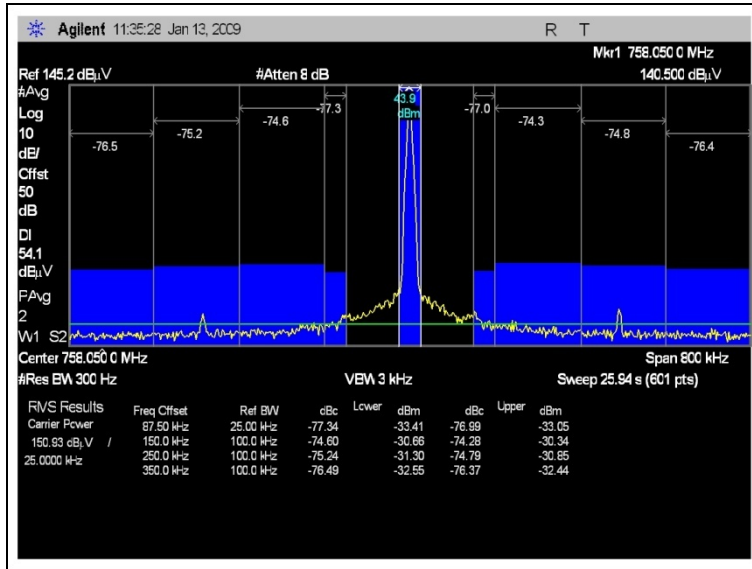 Agilent 11:35:28 Jan 13, 2009
R T
Mkr1 758.050 0 MHz
Ref 145.2 dBµV #Atten 8 dB 140.500 dBµV
#Avg
Log
10
dB/
Offst
50
dB
DI
54.1
dBµV
PAvg
2
W1 S2
-76.5 -75.2 -74.6 -77.3 43.9 dBm -77.0 -74.3 -74.8 -76.4
Center 758.050 0 MHz Span 800 kHz
#Res BW 300 Hz VBW 3 kHz Sweep 25.94 s (601 pts)
RMS Results Freq Offset Ref BW dBc Lower dBm dBc Upper dBm
Carrier Power 87.50 kHz 25.00 kHz -77.34 -33.41 -76.99 -33.05
150.93 dBµV / 150.0 kHz 100.0 kHz -74.60 -30.66 -74.28 -30.34
25.0000 kHz 250.0 kHz 100.0 kHz -75.24 -31.30 -74.79 -30.85
350.0 kHz 100.0 kHz -76.49 -32.55 -76.37 -32.44